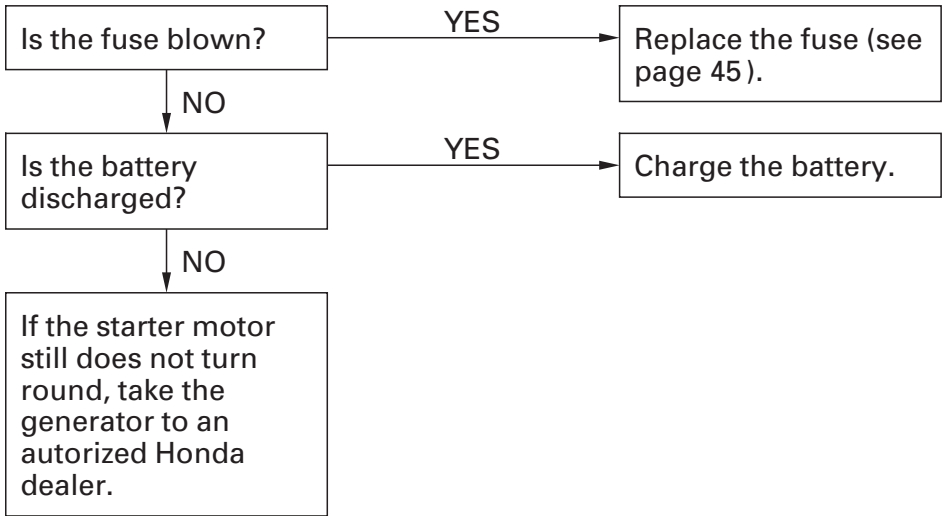 Is the fuse blown?
YES
Replace the fuse (see
page 45).
NO
Is the battery
discharged?
YES
Charge the battery.
NO
If the starter motor
still does not turn
round, take the
generator to an
autorized Honda
dealer.